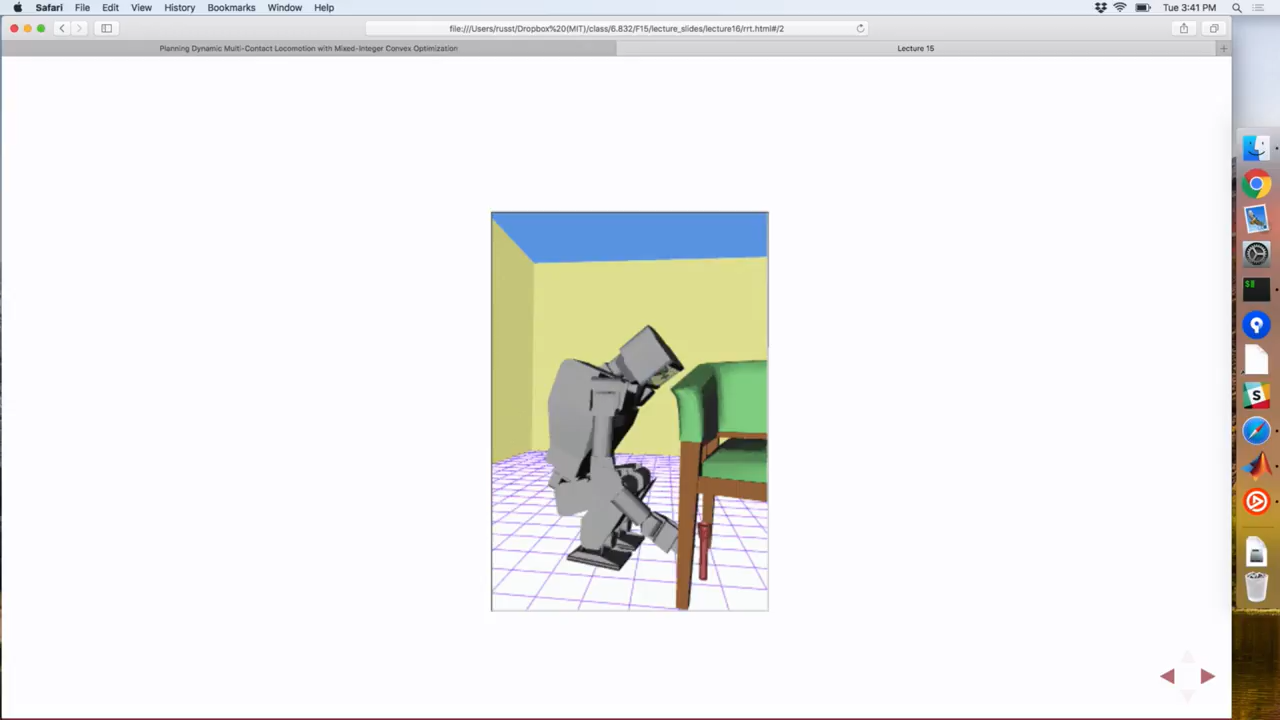 Safari File Edit View History Bookmarks Window Help Tue 3:41 PM
file:///Users/russt/Dropbox%20(MIT)/class/6.832/F15/lecture_slides/lecture16/rrt.html#/2
Planning Dynamic Multi-Contact Locomotion with Mixed-Integer Convex Optimization Lecture 15